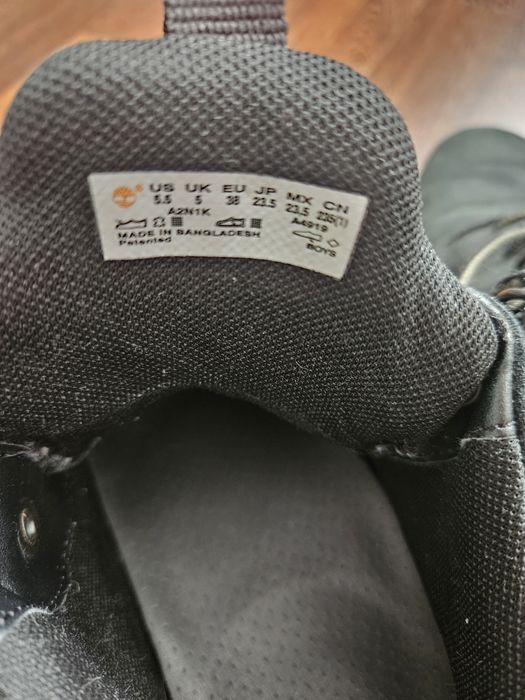 US UK EU JP MX CN
5.5 5 38 23.5 23.5 235(1)
A2N1K A4919
MADE IN BANGLADESH
Patented
BOYS